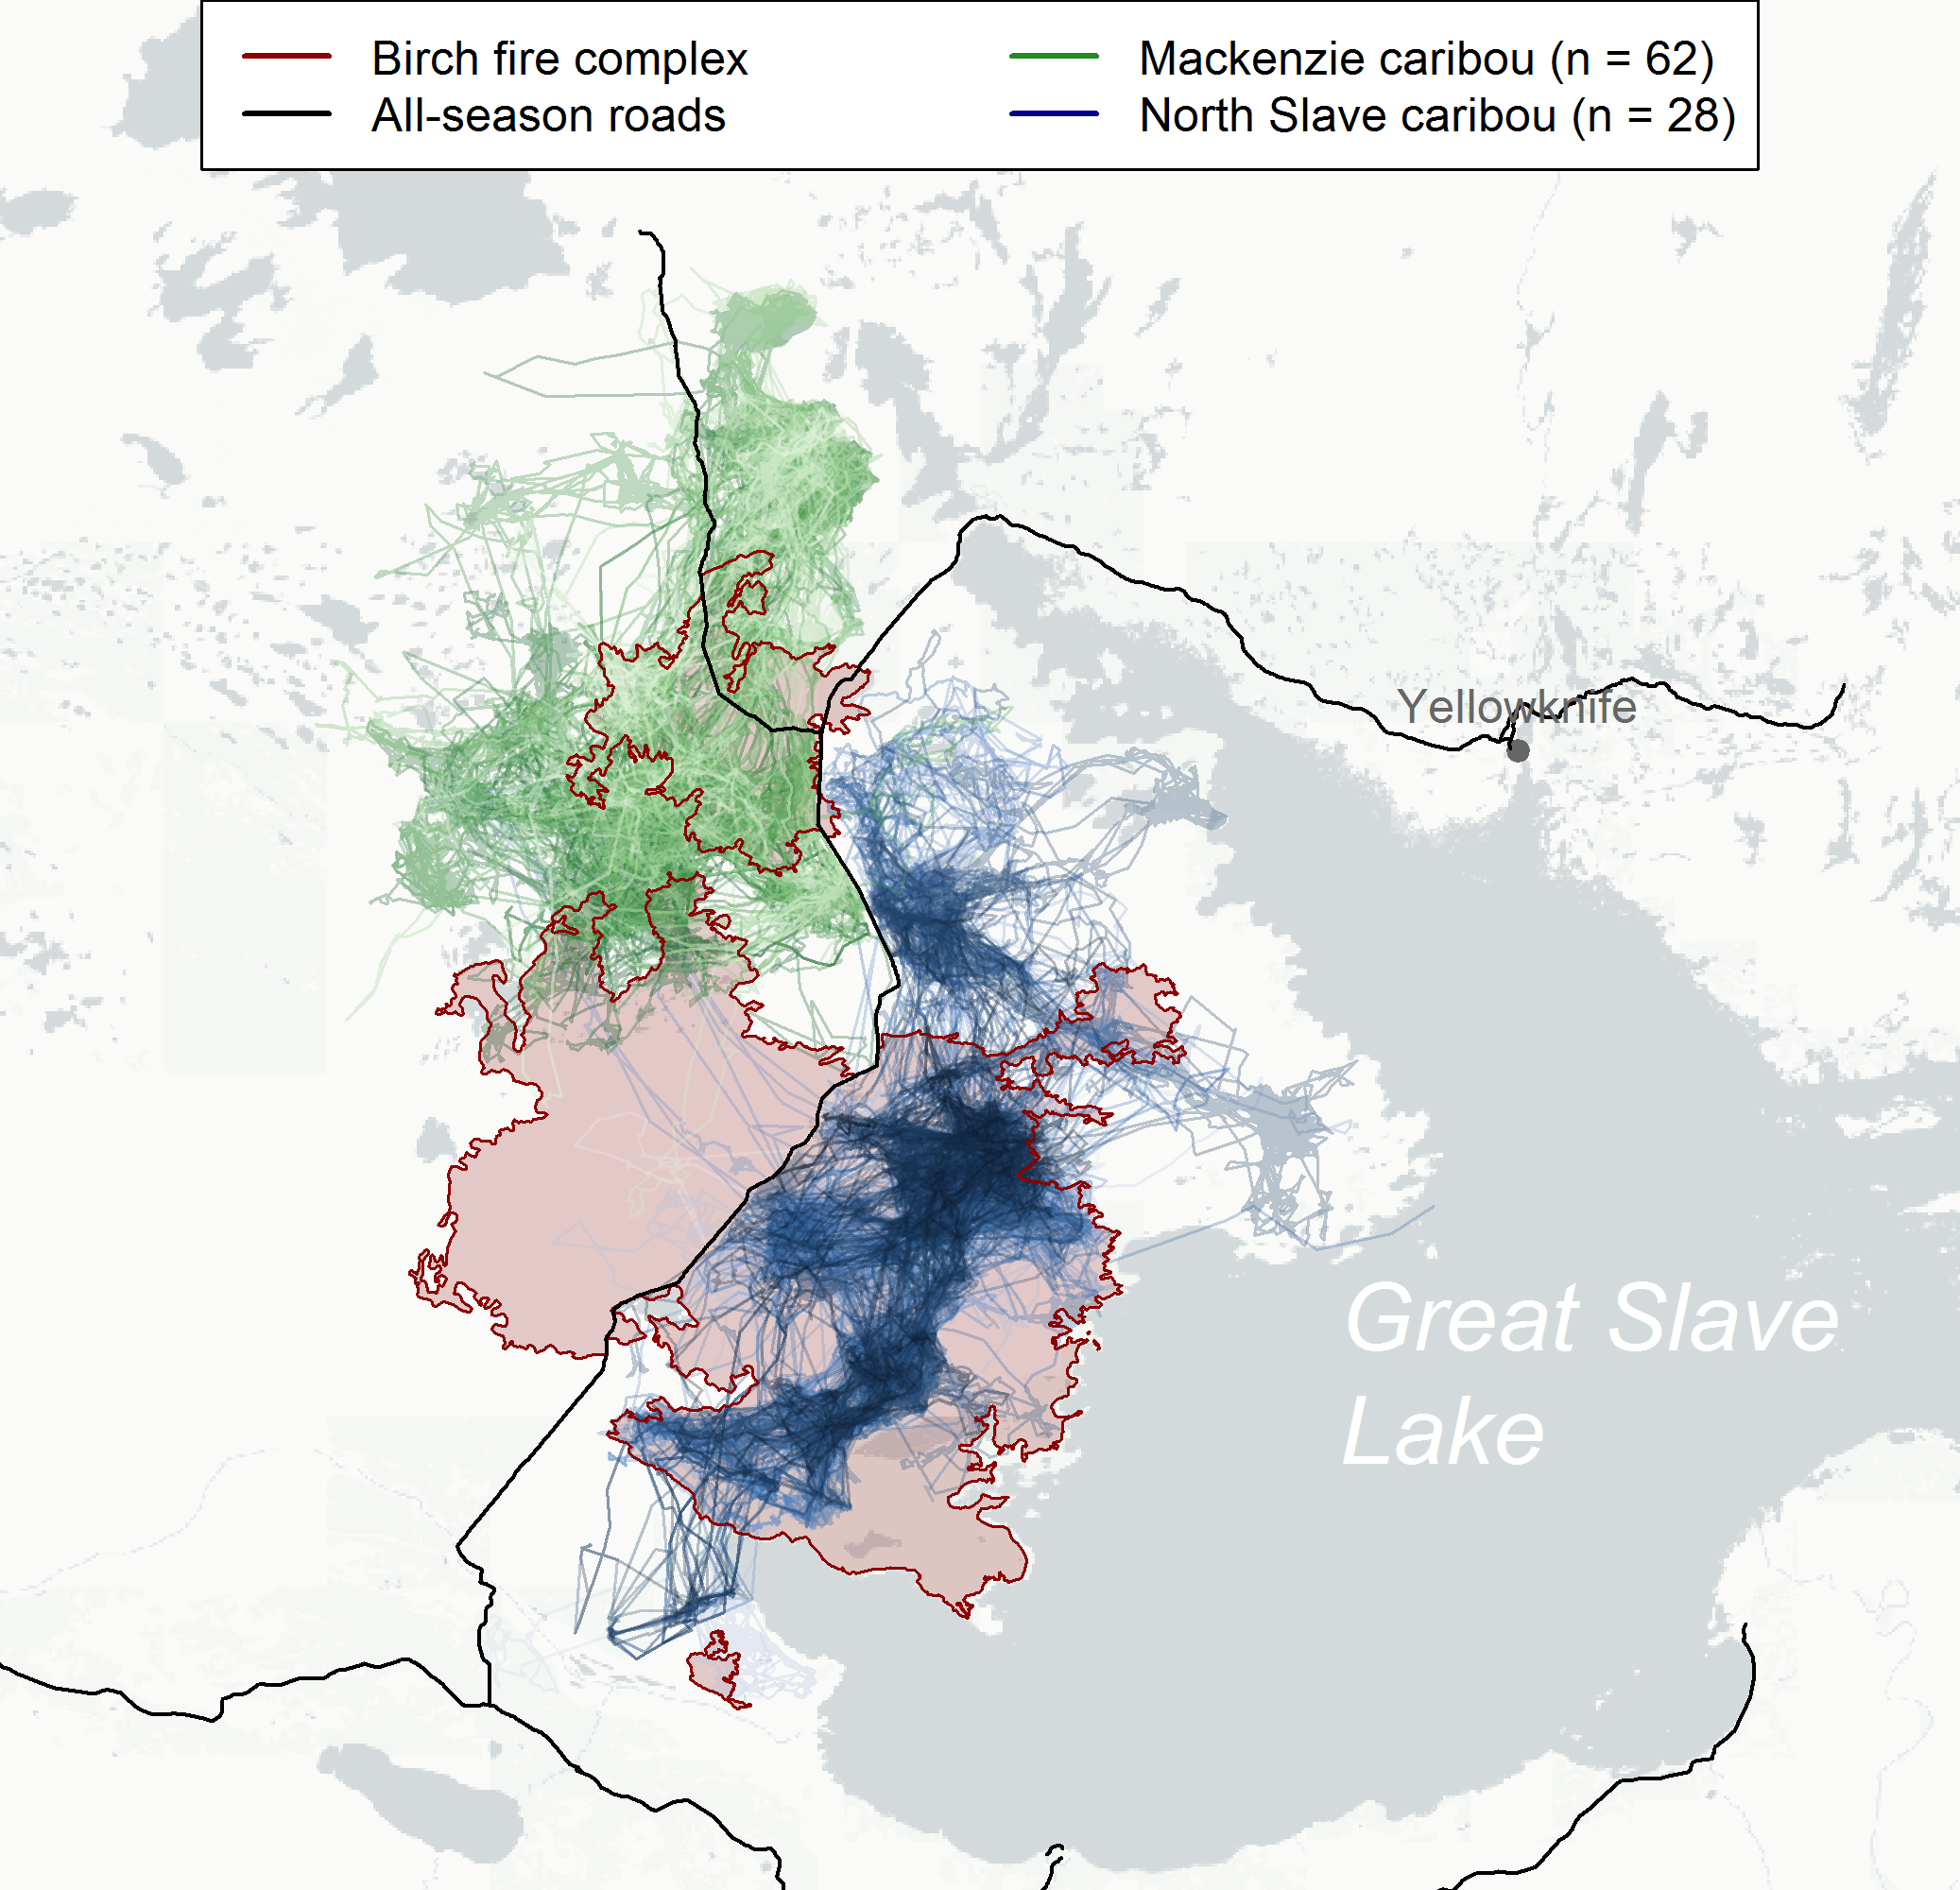 Birch fire complex
All-season roads
Mackenzie caribou (n = 62)
North Slave caribou (n = 28)
Yellowknife
Great Slave
Lake